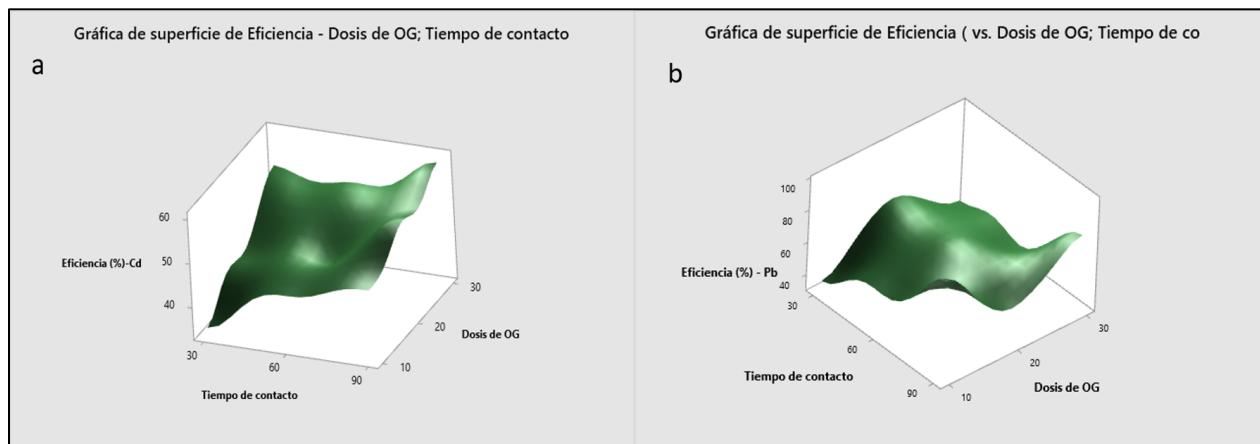 Gráfica de superficie de Eficiencia - Dosis de OG; Tiempo de contacto
a
60
50
40
Eficiencia (%)-Cd
30
60
90
Tiempo de contacto
10
20
30
Dosis de OG
Gráfica de superficie de Eficiencia ( vs. Dosis de OG; Tiempo de co
b
100
80
60
40
Eficiencia (%) - Pb
30
60
90
Tiempo de contacto
10
20
30
Dosis de OG